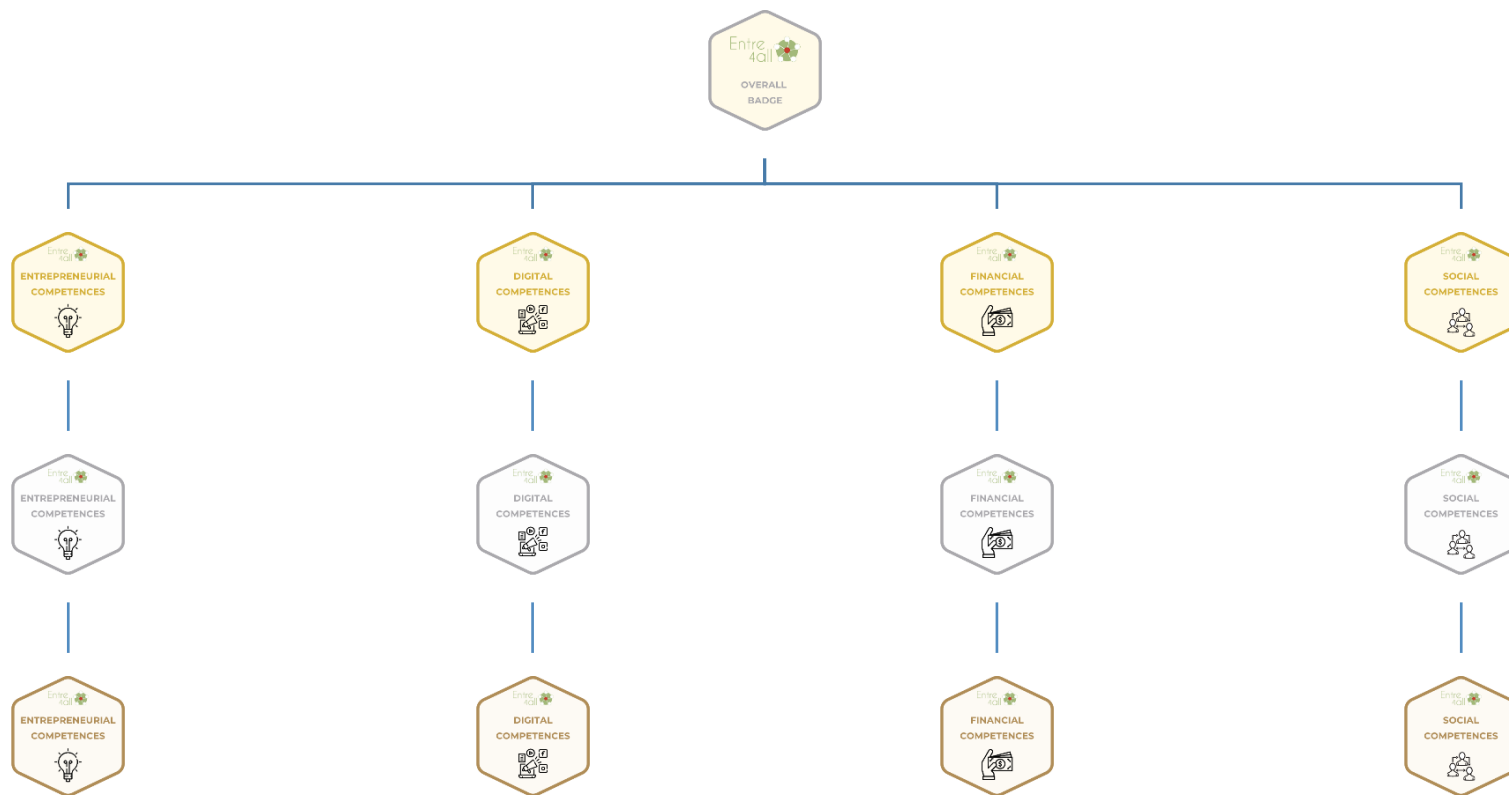 Entre
4all
OVERALL
BADGE
Entre
4all
ENTREPRENEURIAL
COMPETENCES
Entre
4all
DIGITAL
COMPETENCES
Entre
4all
FINANCIAL
COMPETENCES
Entre
4all
SOCIAL
COMPETENCES
Entre
4all
ENTREPRENEURIAL
COMPETENCES
Entre
4all
DIGITAL
COMPETENCES
Entre
4all
FINANCIAL
COMPETENCES
Entre
4all
SOCIAL
COMPETENCES
Entre
4all
ENTREPRENEURIAL
COMPETENCES
Entre
4all
DIGITAL
COMPETENCES
Entre
4all
FINANCIAL
COMPETENCES
Entre
4all
SOCIAL
COMPETENCES